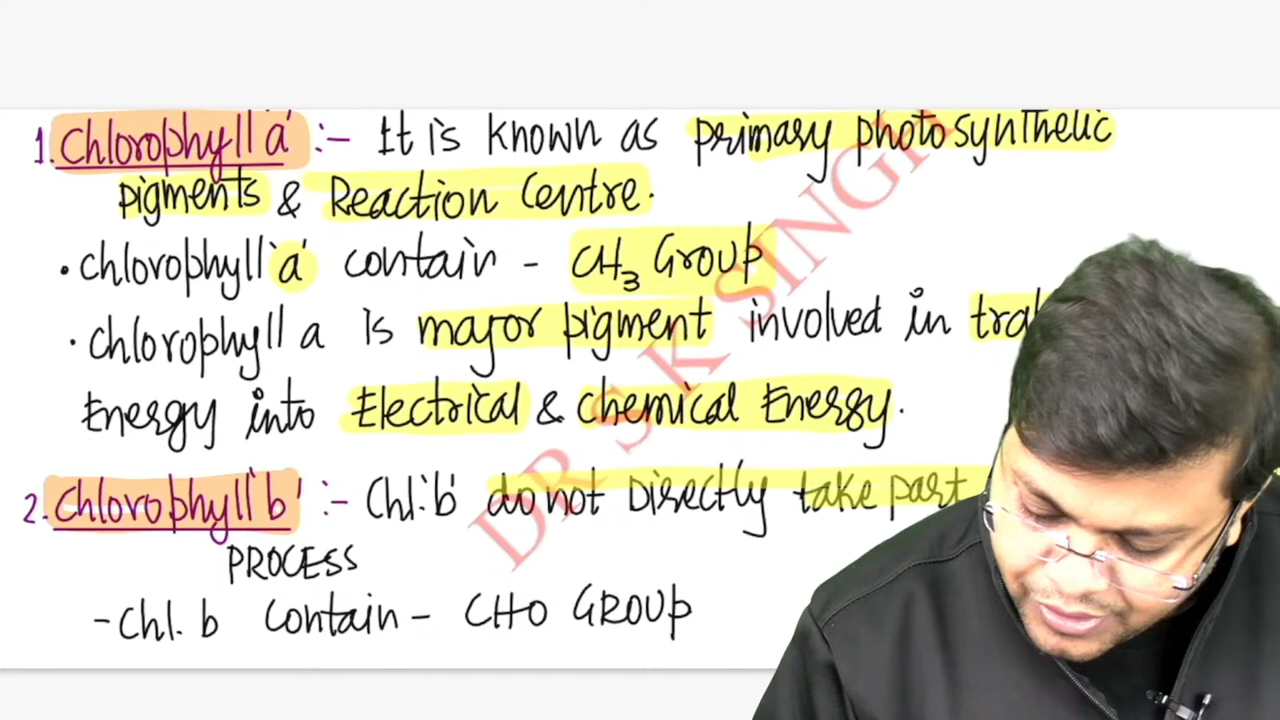 1. Chlorophyll 'a' :- It is known as primary photosynthetic
pigments & Reaction Centre.
• chlorophyll 'a' contain - CH3 Group
• chlorophyll a is major pigment involved in
Energy into Electrical & chemical Energy.
2. Chlorophyll 'b' :- Chl. 'b' do not Directly take part
PROCESS
- Chl. b contain - CHO GROUP
DR S K SINGH